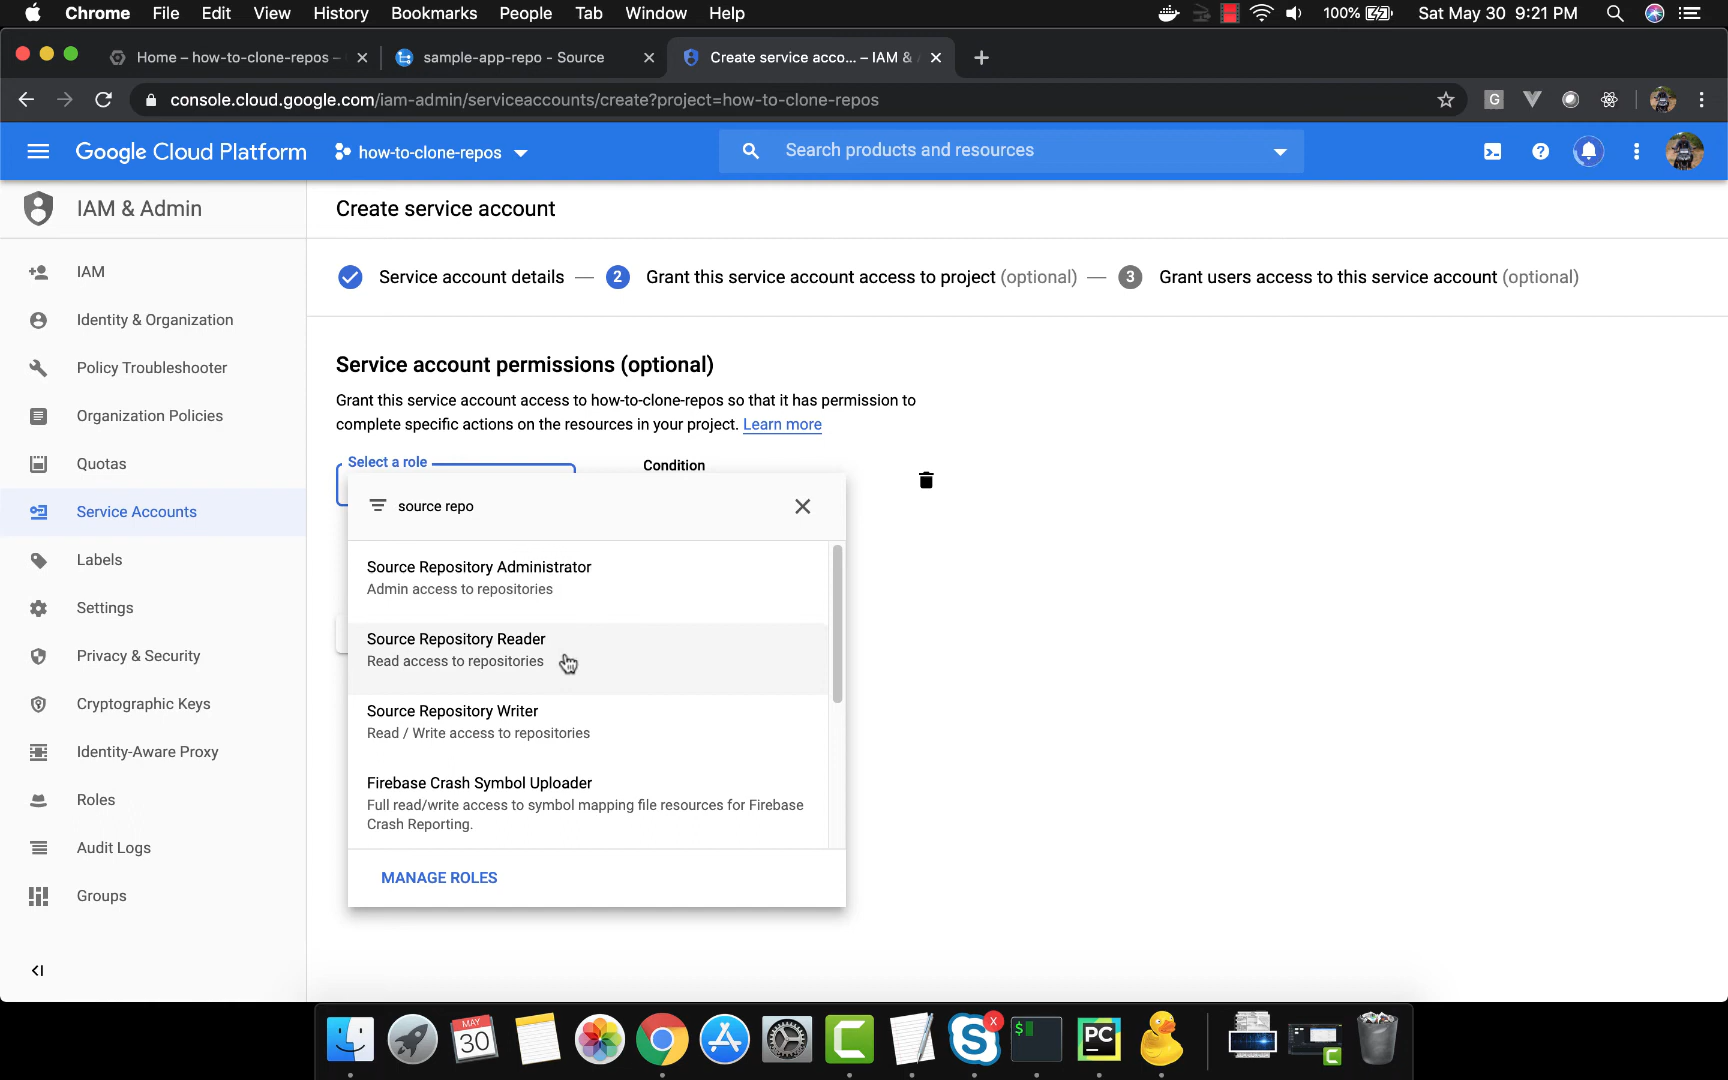 Chrome File Edit View History Bookmarks People Tab Window Help 100% Sat May 30 9:21 PM
Home – how-to-clone-repos –
sample-app-repo - Source
Create service acco... – IAM &
console.cloud.google.com/iam-admin/serviceaccounts/create?project=how-to-clone-repos
G
Google Cloud Platform how-to-clone-repos Search products and resources
IAM & Admin
IAM
Identity & Organization
Policy Troubleshooter
Organization Policies
Quotas
Service Accounts
Labels
Settings
Privacy & Security
Cryptographic Keys
Identity-Aware Proxy
Roles
Audit Logs
Groups
Create service account
Service account details — 2 Grant this service account access to project (optional) — 3 Grant users access to this service account (optional)
Service account permissions (optional)
Grant this service account access to how-to-clone-repos so that it has permission to
complete specific actions on the resources in your project. Learn more
Select a role
Condition
source repo
Source Repository Administrator
Admin access to repositories
Source Repository Reader
Read access to repositories
Source Repository Writer
Read / Write access to repositories
Firebase Crash Symbol Uploader
Full read/write access to symbol mapping file resources for Firebase
Crash Reporting.
MANAGE ROLES
MAY
30
S
x
$
PC
C